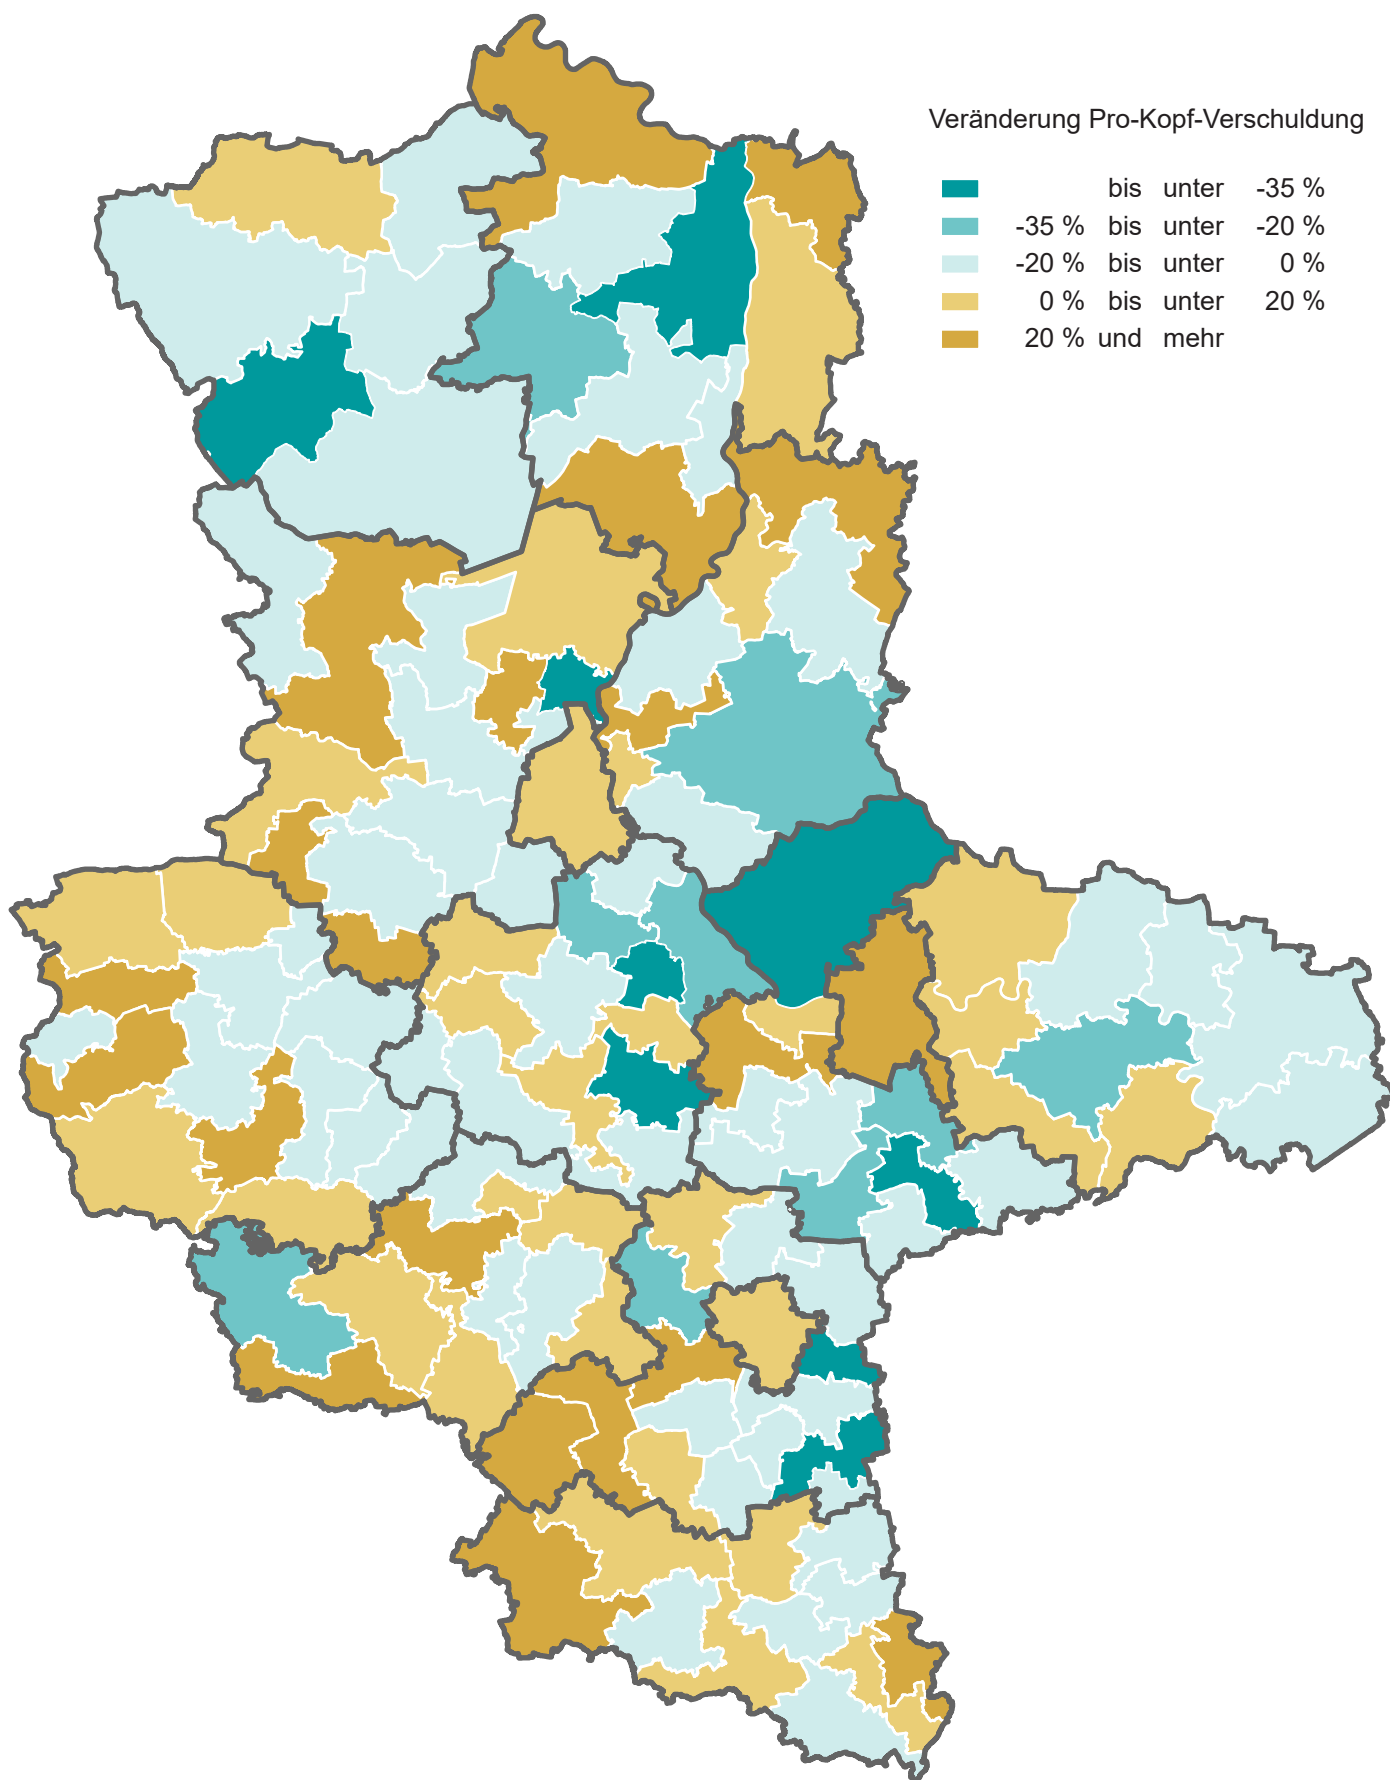 Veränderung Pro-Kopf-Verschuldung
bis unter -35 %
-35 % bis unter -20 %
-20 % bis unter 0 %
0 % bis unter 20 %
20 % und mehr